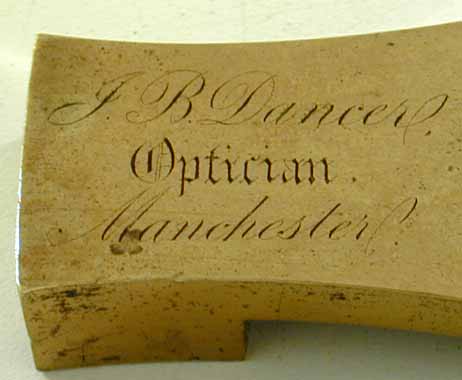 J. B. Dancer.
Optician.
Manchester